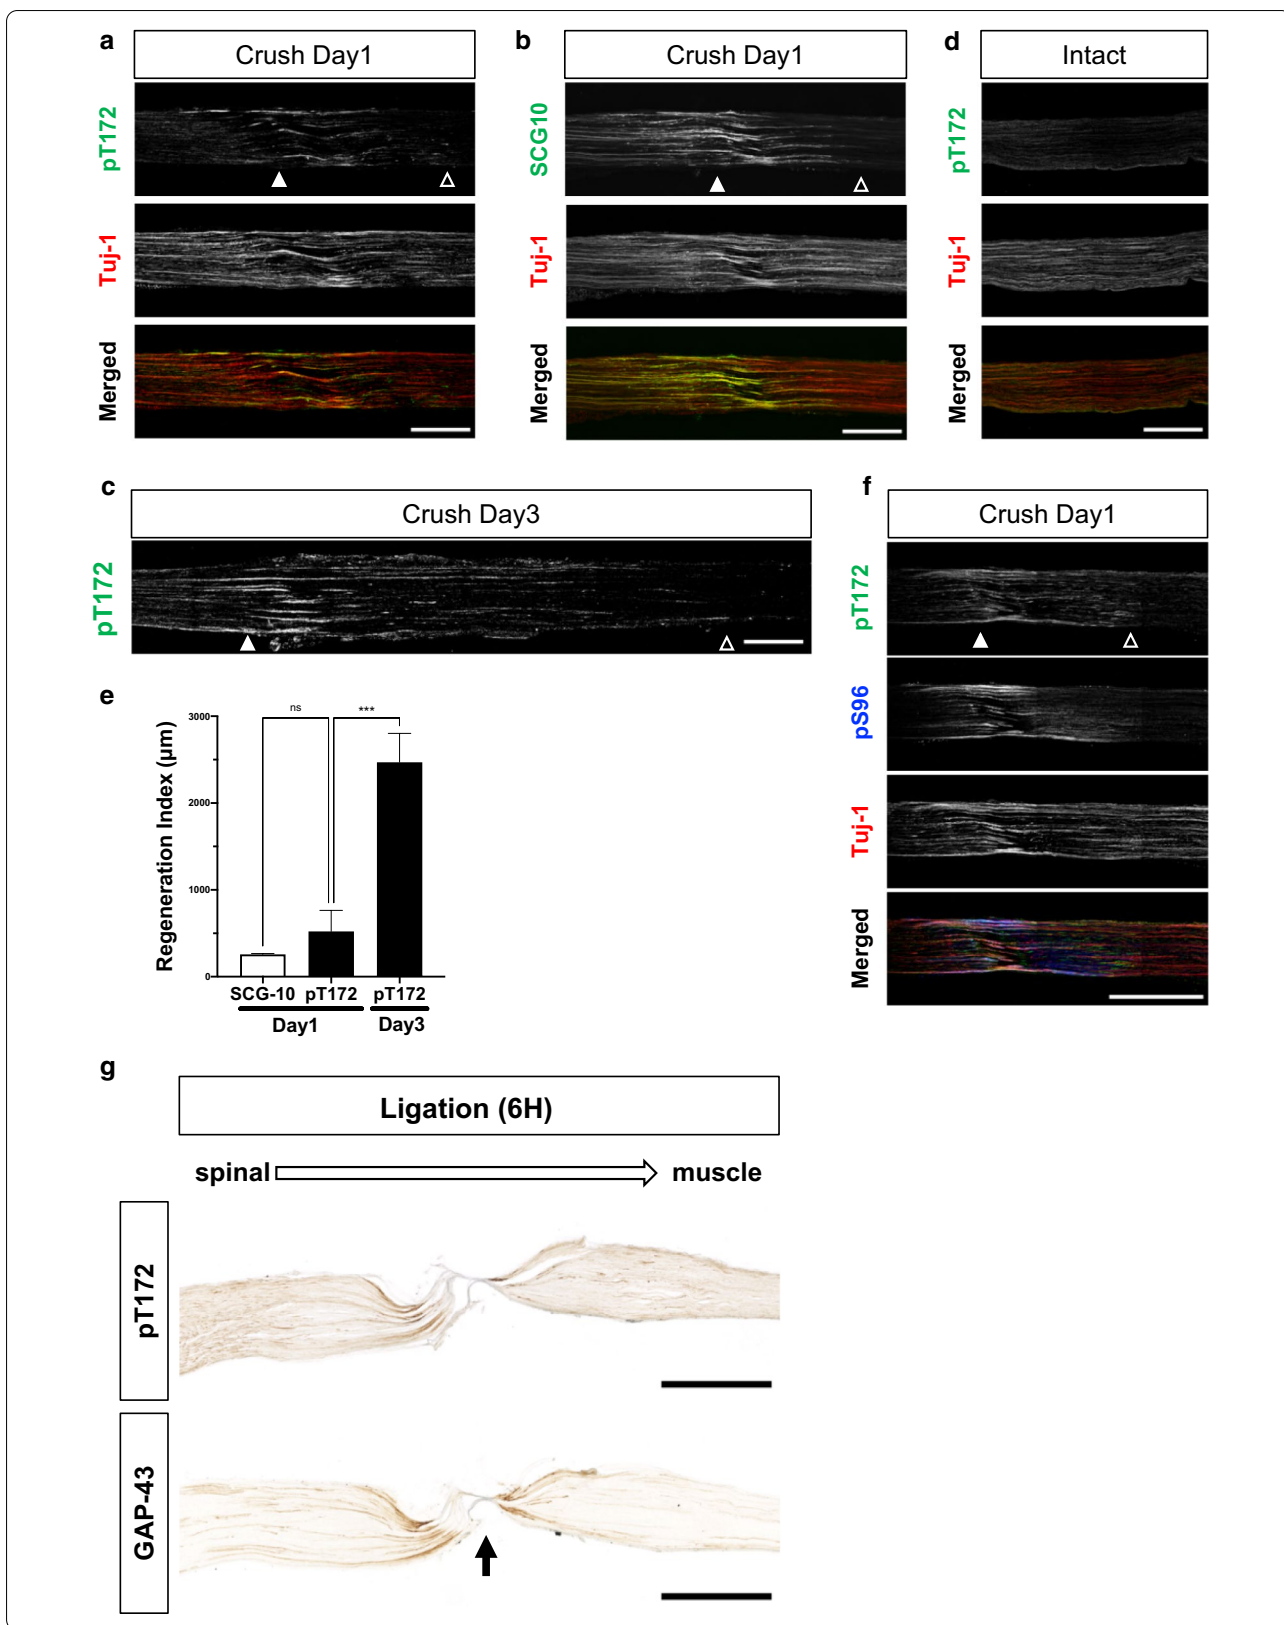 a
Crush Day1
pT172
Tuj-1
Merged
b
Crush Day1
SCG10
Tuj-1
Merged
d
Intact
pT172
Tuj-1
Merged
c
Crush Day3
pT172
e
Regeneration Index (μm)
3000
2000
1000
0
ns
***
SCG-10 pT172 pT172
Day1 Day3
f
Crush Day1
pT172
pS96
Tuj-1
Merged
g
Ligation (6H)
spinal muscle
pT172
GAP-43